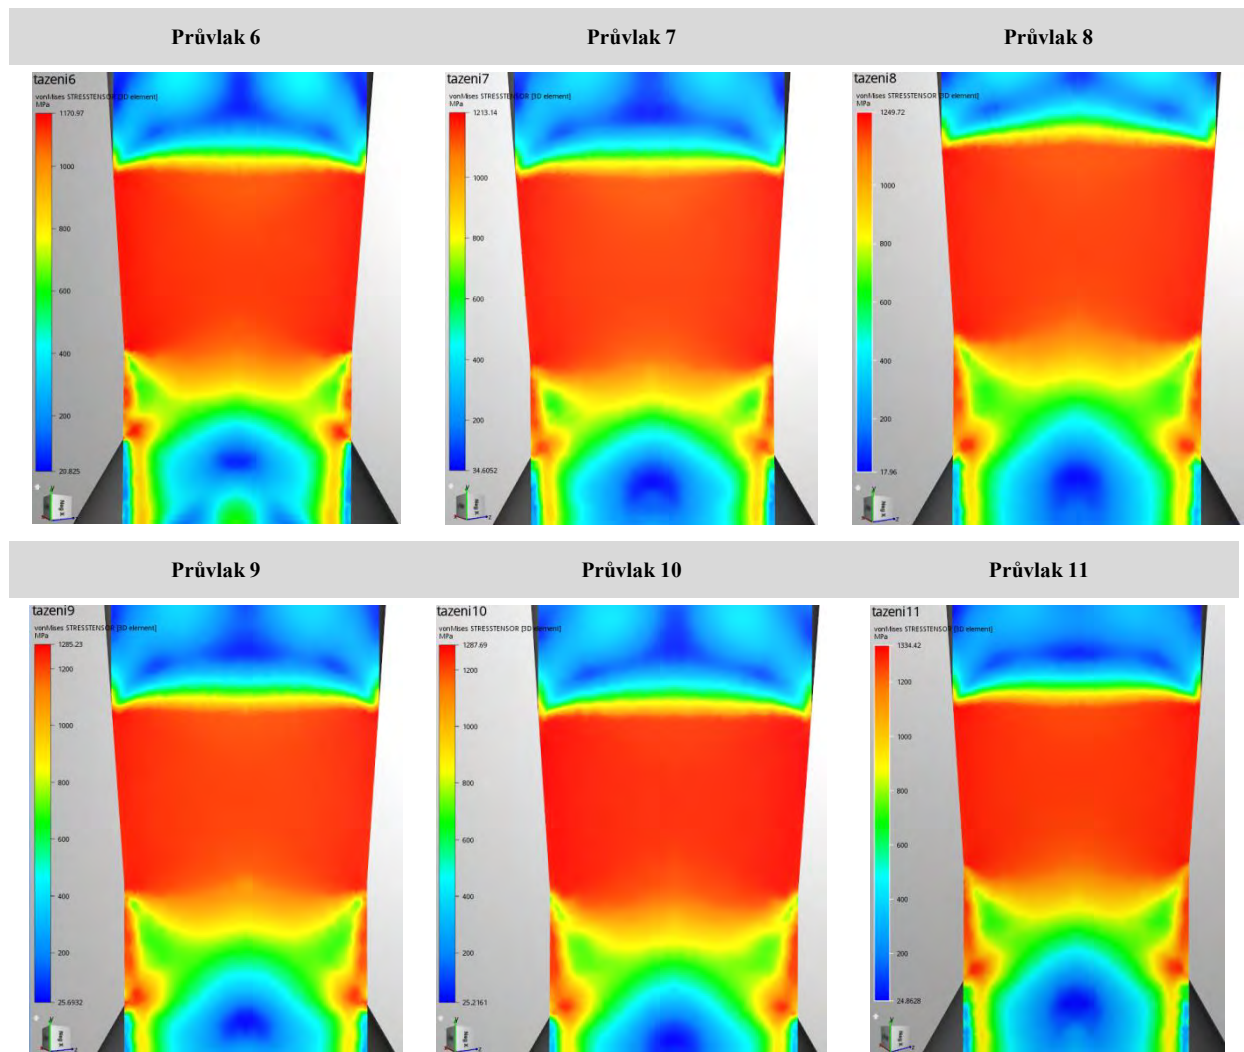 Průvlak 6
Průvlak 7
Průvlak 8
tazeni6
vonMises STRESSTENSOR [3D element]
MPa
1170.97
1000
800
600
400
200
20.825
tazeni7
vonMises STRESSTENSOR [3D element]
MPa
1213.14
1000
800
600
400
200
34.6052
tazeni8
vonMises STRESSTENSOR [3D element]
MPa
1249.72
1000
800
600
400
200
17.96
Průvlak 9
Průvlak 10
Průvlak 11
tazeni9
vonMises STRESSTENSOR [3D element]
MPa
1285.23
1200
1000
800
600
400
200
25.6932
tazeni10
vonMises STRESSTENSOR [3D element]
MPa
1287.69
1200
1000
800
600
400
200
25.2161
tazeni11
vonMises STRESSTENSOR [3D element]
MPa
1334.42
1200
1000
800
600
400
200
24.8628